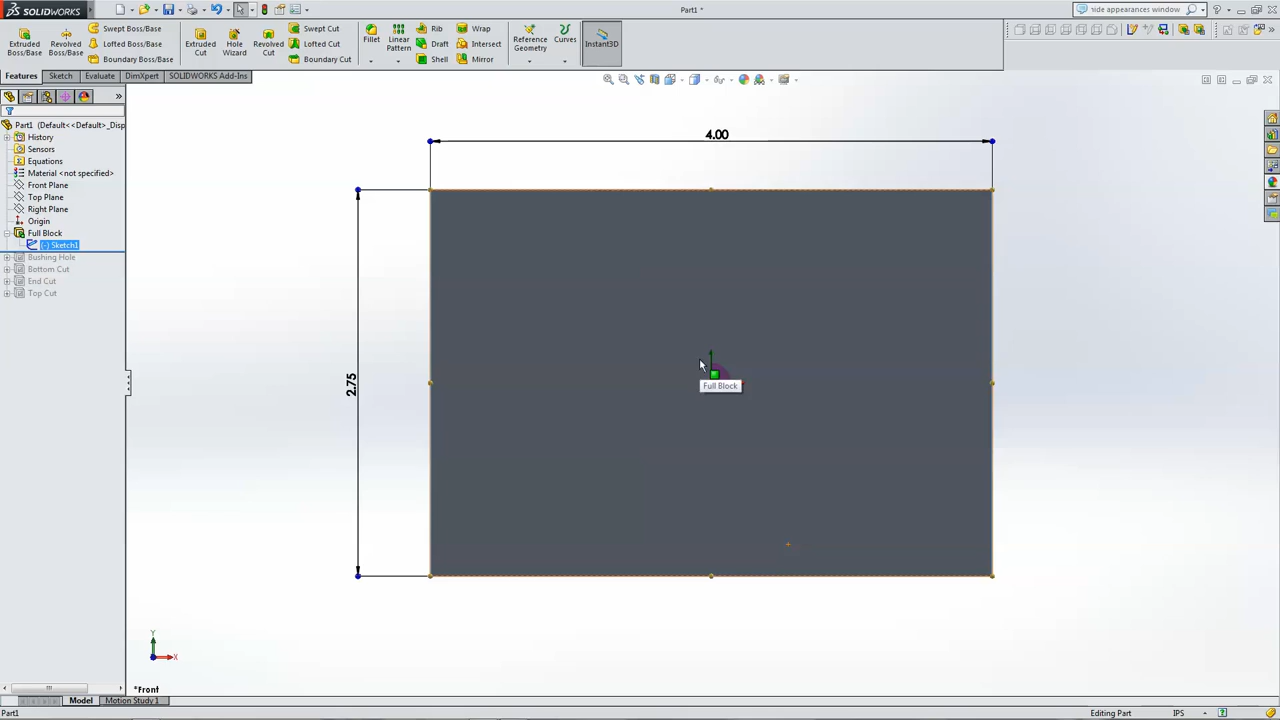 SOLIDWORKS
Part1 *
side appearances window
Extruded Boss/Base
Revolved Boss/Base
Swept Boss/Base
Lofted Boss/Base
Boundary Boss/Base
Extruded Cut
Hole Wizard
Revolved Cut
Swept Cut
Lofted Cut
Boundary Cut
Fillet
Linear Pattern
Rib
Draft
Shell
Wrap
Intersect
Mirror
Reference Geometry
Curves
Instant3D
Features Sketch Evaluate DimXpert SOLIDWORKS Add-Ins
Part1 (Default<<Default>_Disp
History
Sensors
Equations
Material <not specified>
Front Plane
Top Plane
Right Plane
Origin
Full Block
(-) Sketch1
Bushing Hole
Bottom Cut
End Cut
Top Cut
4.00
2.75
Full Block
Y
X
*Front
Model Motion Study 1
Part1 Editing Part IPS